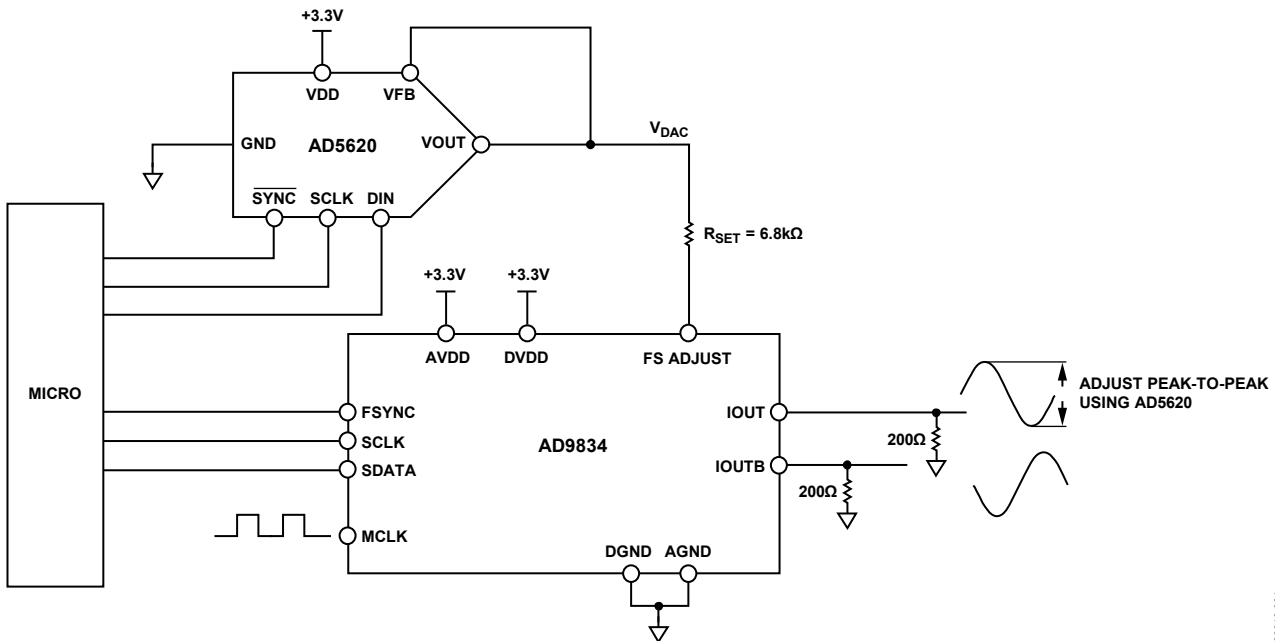 +3.3V
VDD
VFB
GND
AD5620
VOUT
V_DAC
SYNC
SCLK
DIN
R_SET = 6.8kΩ
+3.3V
+3.3V
AVDD
DVDD
FS ADJUST
MICRO
FSYNC
SCLK
SDATA
MCLK
AD9834
IOUT
200Ω
IOUTB
200Ω
ADJUST PEAK-TO-PEAK
USING AD5620
DGND
AGND